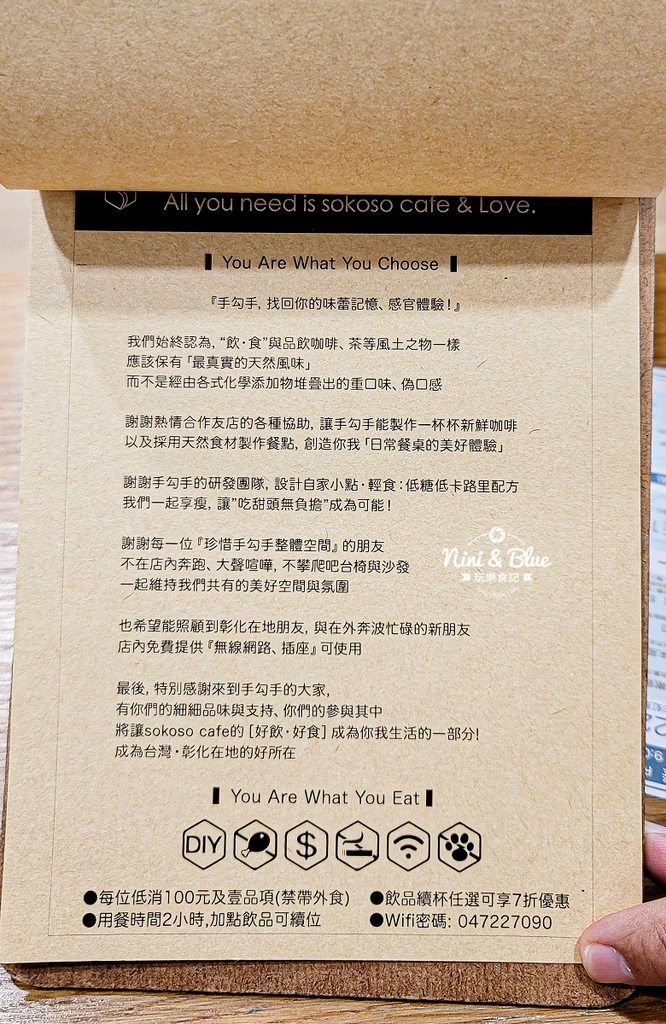 All you need is sokoso cafe & Love.
You Are What You Choose
『手勾手, 找回你的味蕾記憶、感官體驗！』
我們始終認為, “飲·食”與品飲咖啡、茶等風土之物一樣
應該保有「最真實的天然風味」
而不是經由各式化學添加物堆疊出的重口味、偽口感
謝謝熱情合作友店的各種協助, 讓手勾手能製作一杯杯新鮮咖啡
以及採用天然食材製作餐點, 創造你我「日常餐桌的美好體驗」
謝謝手勾手的研發團隊, 設計自家小點·輕食：低糖低卡路里配方
我們一起享瘦, 讓”吃甜頭無負擔”成為可能！
謝謝每一位『珍惜手勾手整體空間』的朋友
不在店內奔跑、大聲喧嘩, 不攀爬吧台椅與沙發
一起維持我們共有的美好空間與氛圍
Nini & Blue
玩樂食記
也希望能照顧到彰化在地朋友, 與在外奔波忙碌的新朋友
店內免費提供『無線網路、插座』可使用
最後, 特別感謝來到手勾手的大家,
有你們的細細品味與支持、你們的參與其中
將讓sokoso cafe的［好飲·好食］成為你我生活的一部分!
成為台灣·彰化在地的好所在
You Are What You Eat
DIY $
●每位低消100元及壹品項(禁帶外食) ●飲品續杯任選可享7折優惠
●用餐時間2小時,加點飲品可續位 ●Wifi密碼: 047227090